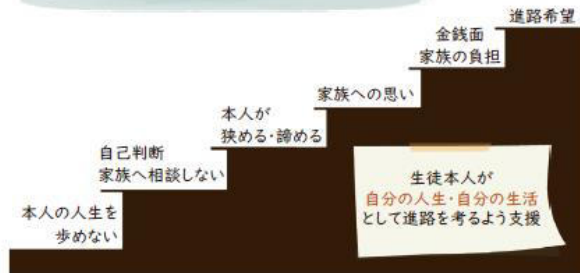 進路希望
金銭面
家族の負担
家族への思い
本人が
狭める・諦める
自己判断
家族へ相談しない
本人の人生を
歩めない
生徒本人が
自分の人生・自分の生活
として進路を考るよう支援